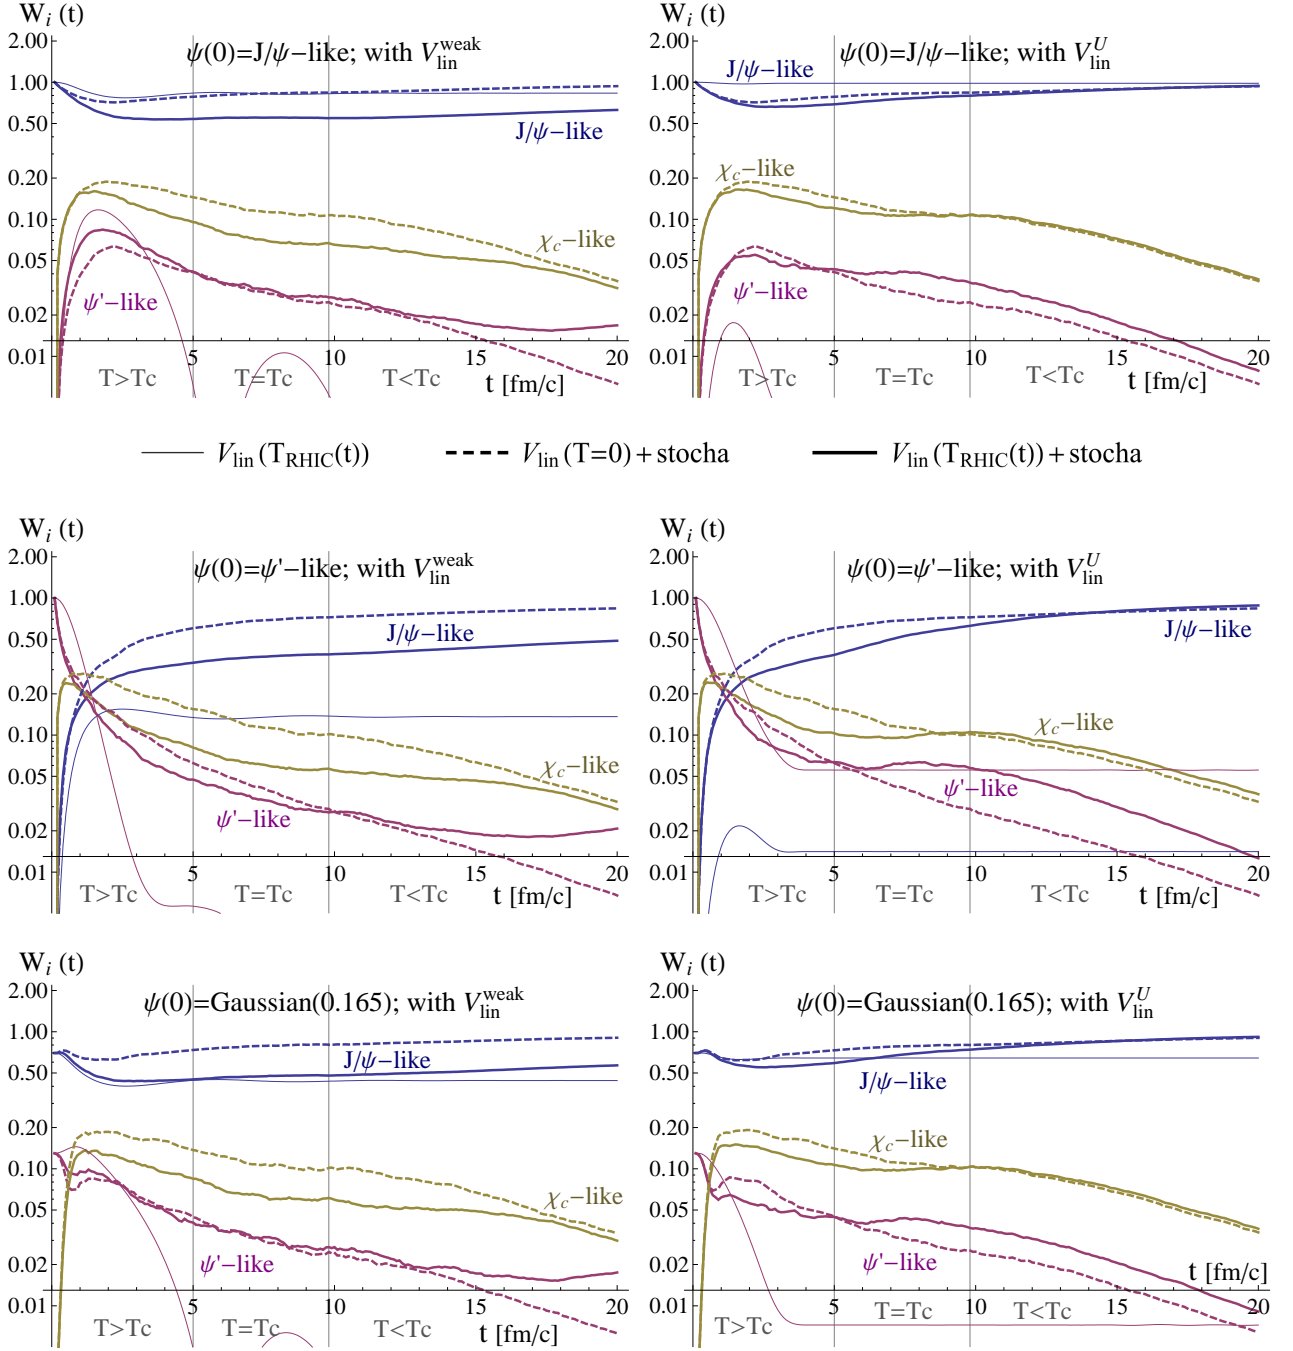 W_i (t)
ψ(0)=J/ψ−like; with V_lin^weak
2.00
1.00
0.50
0.20
0.10
0.05
0.01
J/ψ−like
χ_c−like
ψ'−like
5
10
15
20
T>Tc
T=Tc
T<Tc
t [fm/c]
W_i (t)
ψ(0)=J/ψ−like; with V_lin^U
2.00
1.00
0.50
0.20
0.10
0.05
0.01
J/ψ−like
χ_c−like
ψ'−like
5
10
15
20
T>Tc
T=Tc
T<Tc
t [fm/c]
V_lin (T_RHIC(t))
V_lin (T=0) + stocha
V_lin (T_RHIC(t)) + stocha
W_i (t)
ψ(0)=ψ'−like; with V_lin^weak
2.00
1.00
0.50
0.20
0.10
0.05
0.02
0.01
J/ψ−like
χ_c−like
ψ'−like
5
10
15
20
T>Tc
T=Tc
T<Tc
t [fm/c]
W_i (t)
ψ(0)=ψ'−like; with V_lin^U
2.00
1.00
0.50
0.20
0.10
0.05
0.02
0.01
J/ψ−like
χ_c−like
ψ'−like
5
10
15
20
T>Tc
T=Tc
T<Tc
t [fm/c]
W_i (t)
ψ(0)=Gaussian(0.165); with V_lin^weak
2.00
1.00
0.50
0.20
0.10
0.05
0.02
0.01
J/ψ−like
χ_c−like
ψ'−like
5
10
15
20
T>Tc
T=Tc
T<Tc
t [fm/c]
W_i (t)
ψ(0)=Gaussian(0.165); with V_lin^U
2.00
1.00
0.50
0.20
0.10
0.05
0.02
0.01
J/ψ−like
χ_c−like
ψ'−like
t [fm/c]
5
10
15
20
T>Tc
T=Tc
T<Tc